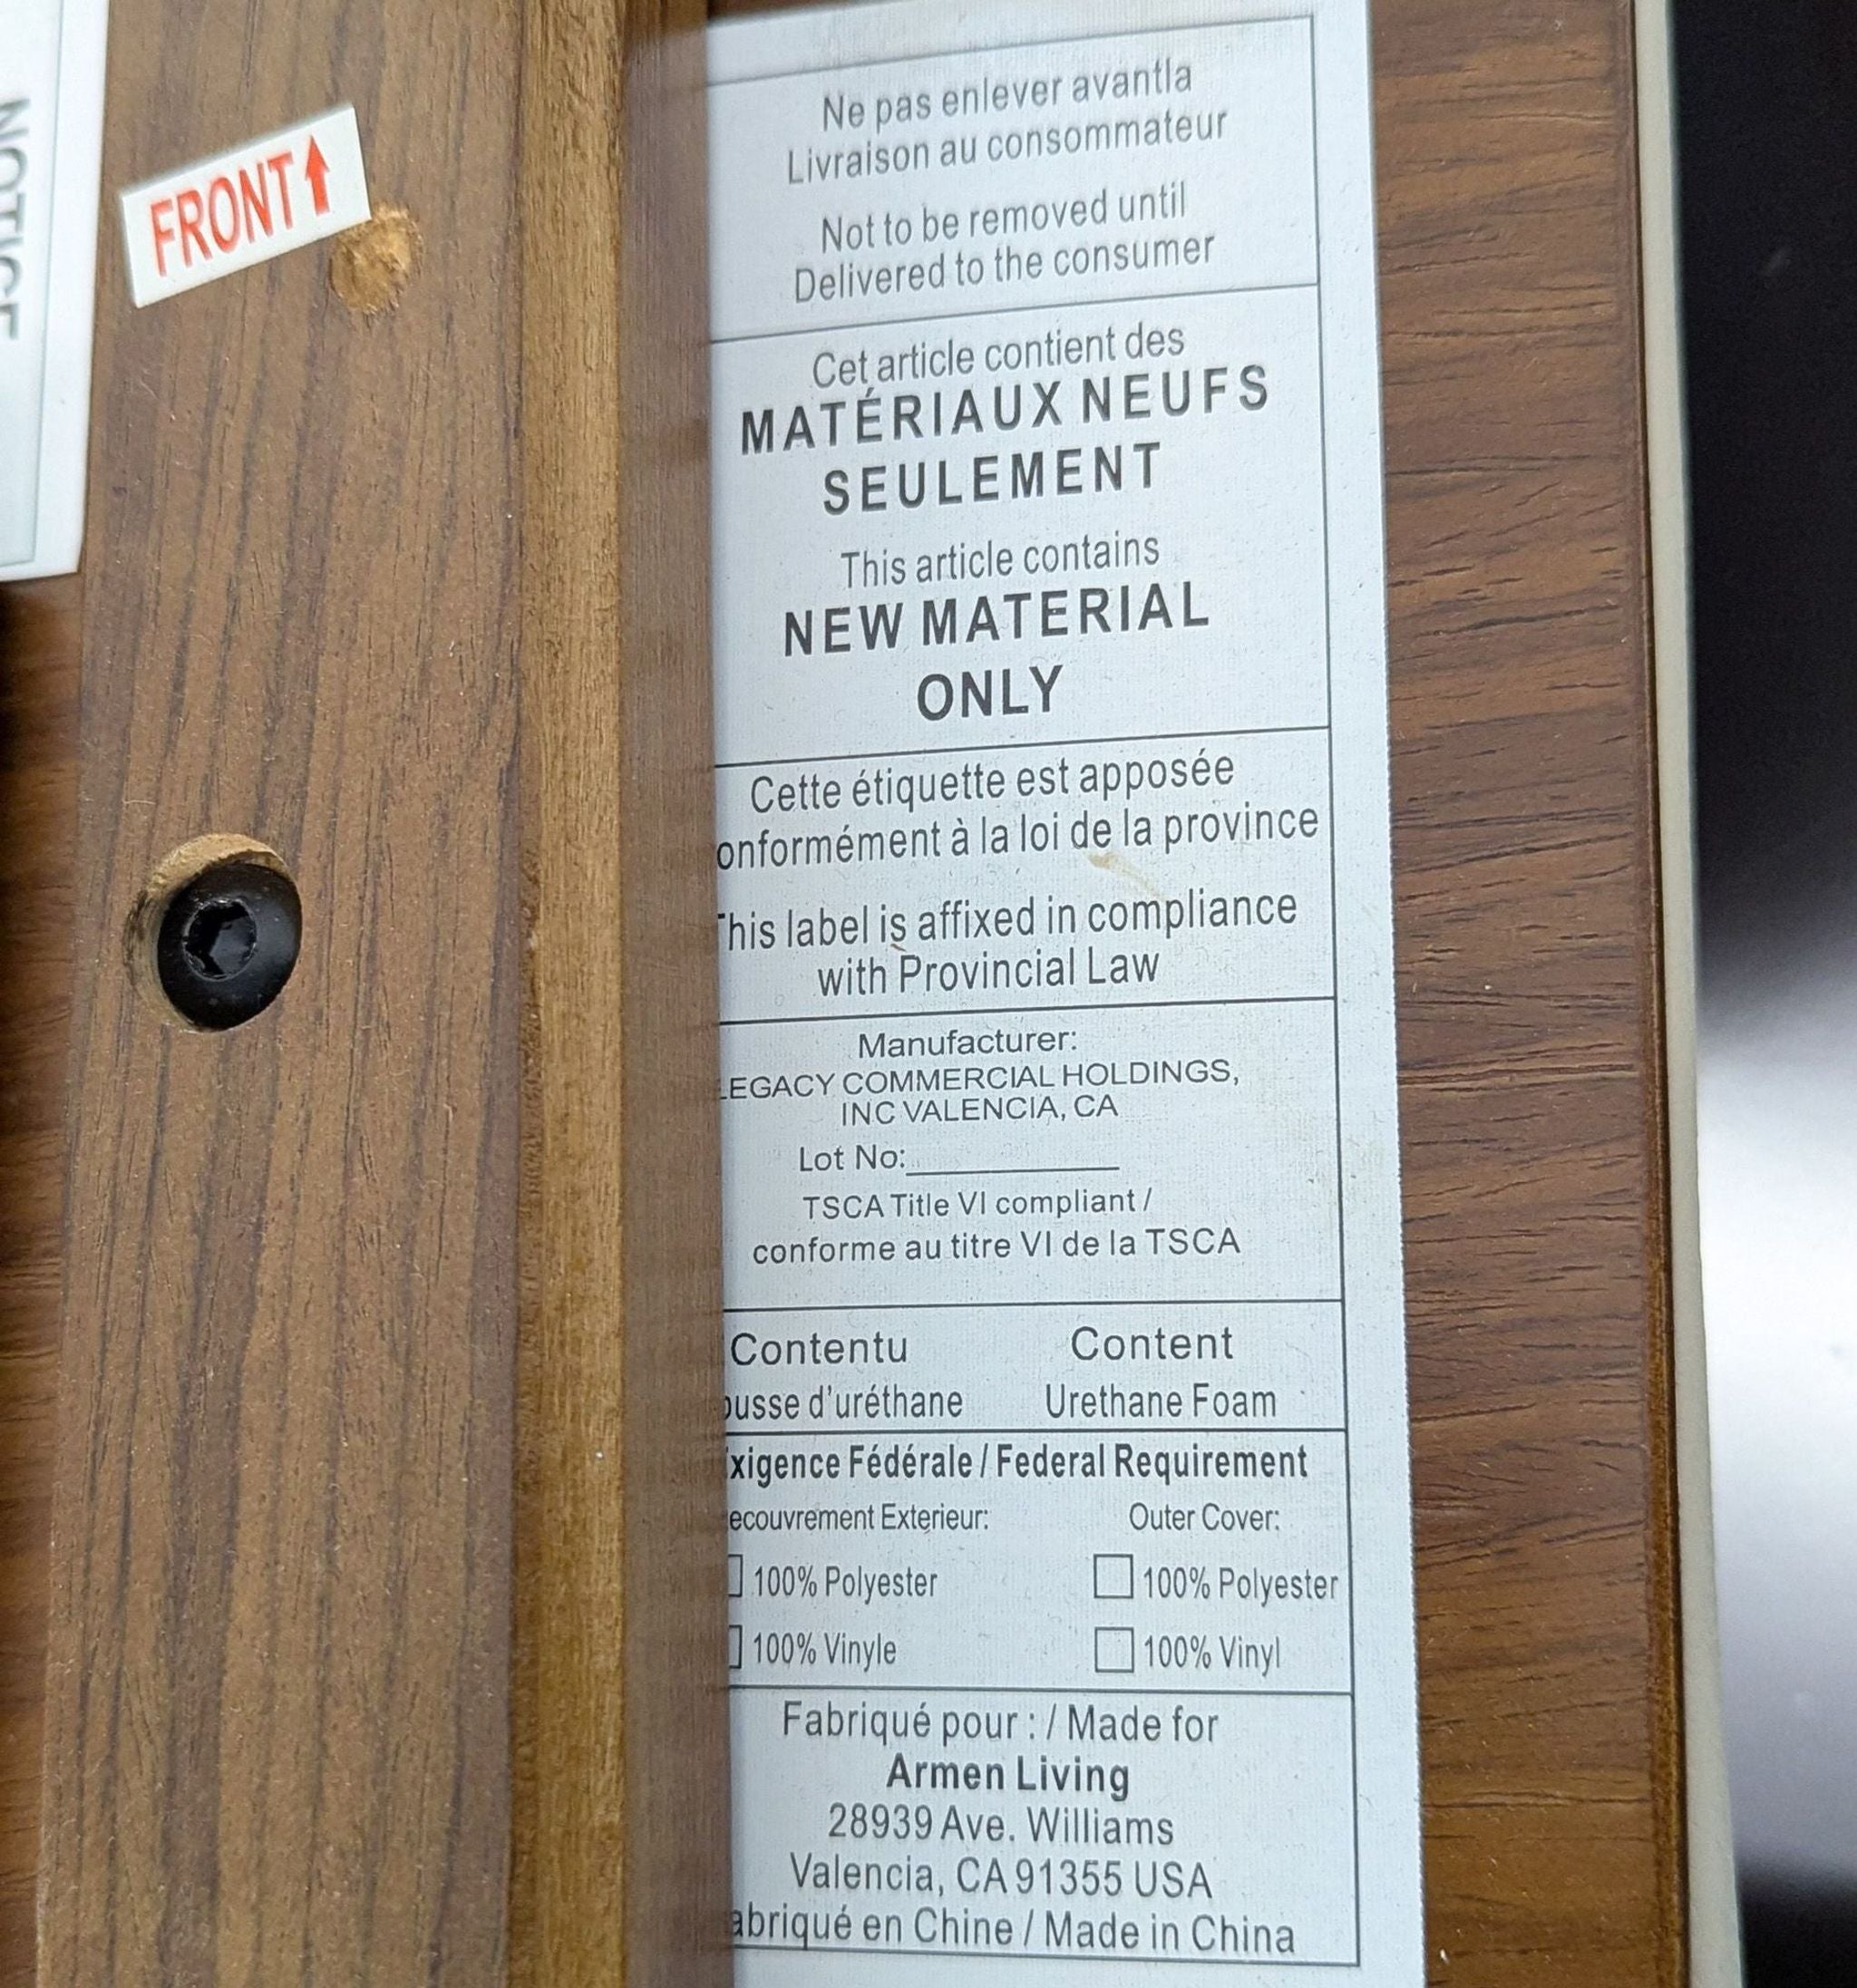 NOTICE
FRONT↑
Ne pas enlever avantla
Livraison au consommateur
Not to be removed until
Delivered to the consumer
Cet article contient des
MATÉRIAUX NEUFS
SEULEMENT
This article contains
NEW MATERIAL
ONLY
Cette étiquette est apposée
onformément à la loi de la province
This label is affixed in compliance
with Provincial Law
Manufacturer:
LEGACY COMMERCIAL HOLDINGS,
INC VALENCIA, CA
Lot No:
TSCA Title VI compliant /
conforme au titre VI de la TSCA
Contentu Content
ousse d'uréthane Urethane Foam
xigence Fédérale / Federal Requirement
ecouvrement Exterieur: Outer Cover:
100% Polyester 100% Polyester
100% Vinyle 100% Vinyl
Fabriqué pour : / Made for
Armen Living
28939 Ave. Williams
Valencia, CA 91355 USA
abriqué en Chine / Made in China